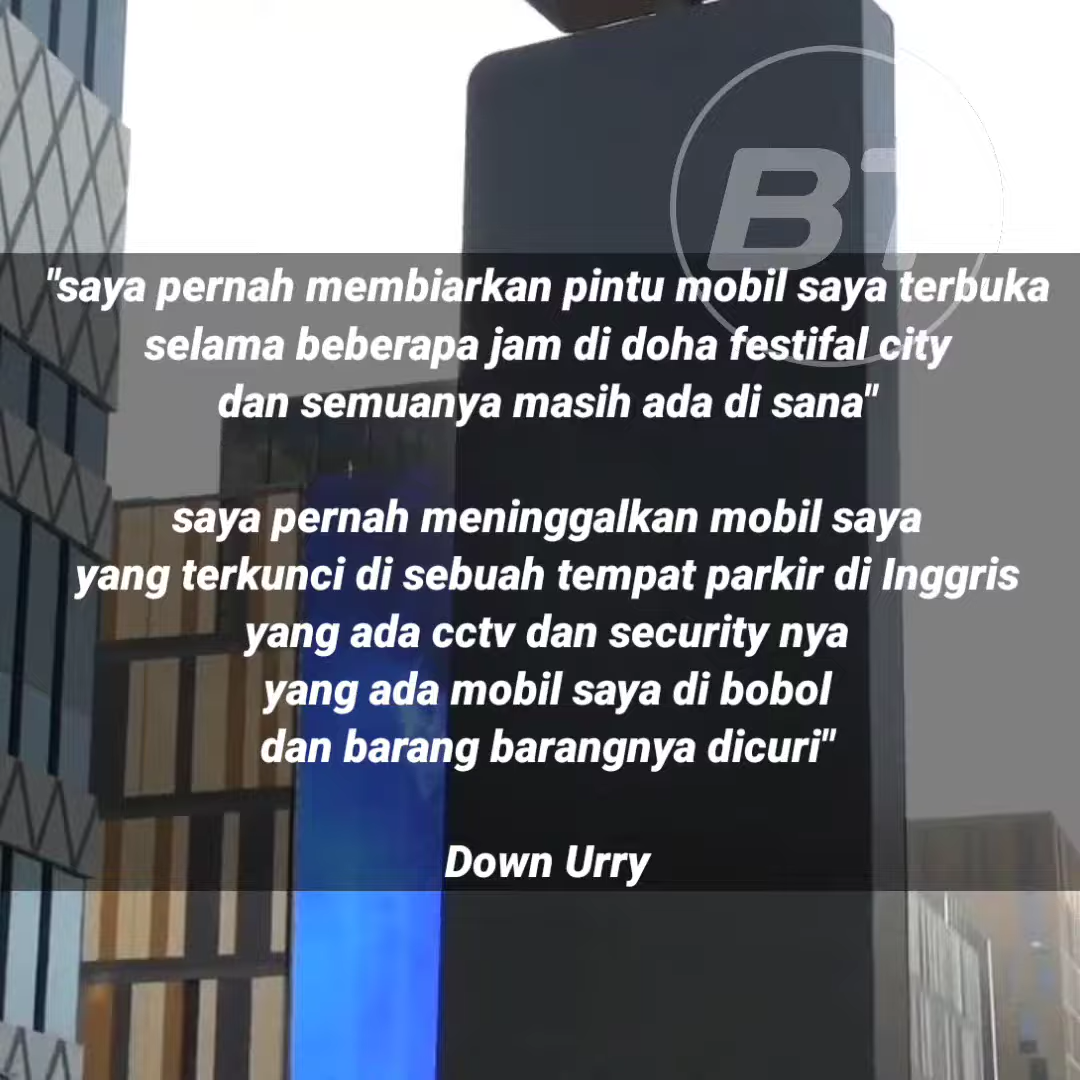 BT
"saya pernah membiarkan pintu mobil saya terbuka
selama beberapa jam di doha festifal city
dan semuanya masih ada di sana"
saya pernah meninggalkan mobil saya
yang terkunci di sebuah tempat parkir di Inggris
yang ada cctv dan security nya
yang ada mobil saya di bobol
dan barang barangnya dicuri"
Down Urry